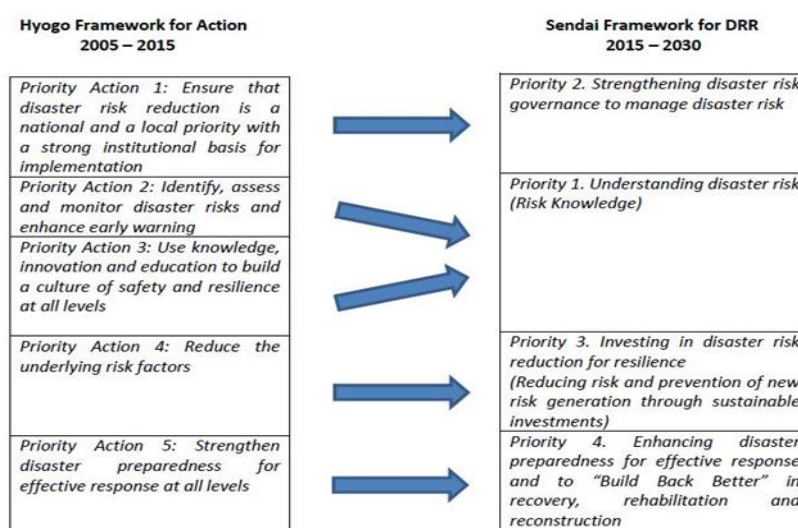 Hyogo Framework for Action
2005 – 2015
Priority Action 1: Ensure that
disaster risk reduction is a
national and a local priority with
a strong institutional basis for
implementation
Priority Action 2: Identify, assess
and monitor disaster risks and
enhance early warning
Priority Action 3: Use knowledge,
innovation and education to build
a culture of safety and resilience
at all levels
Priority Action 4: Reduce the
underlying risk factors
Priority Action 5: Strengthen
disaster preparedness for
effective response at all levels
Sendai Framework for DRR
2015 – 2030
Priority 2. Strengthening disaster risk
governance to manage disaster risk
Priority 1. Understanding disaster risk
(Risk Knowledge)
Priority 3. Investing in disaster risk
reduction for resilience
(Reducing risk and prevention of new
risk generation through sustainable
investments)
Priority 4. Enhancing disaster
preparedness for effective response
and to “Build Back Better” in
recovery, rehabilitation and
reconstruction